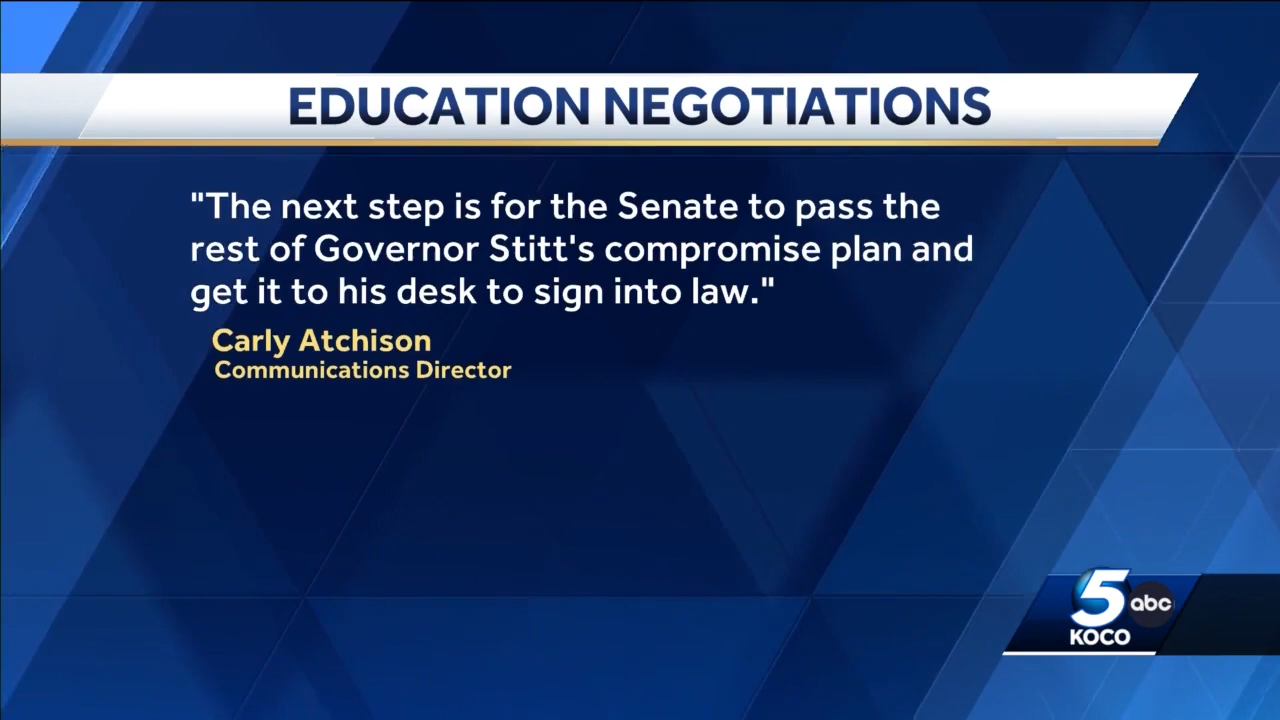 EDUCATION NEGOTIATIONS
"The next step is for the Senate to pass the
rest of Governor Stitt's compromise plan and
get it to his desk to sign into law."
Carly Atchison
Communications Director
5 abc
KOCO